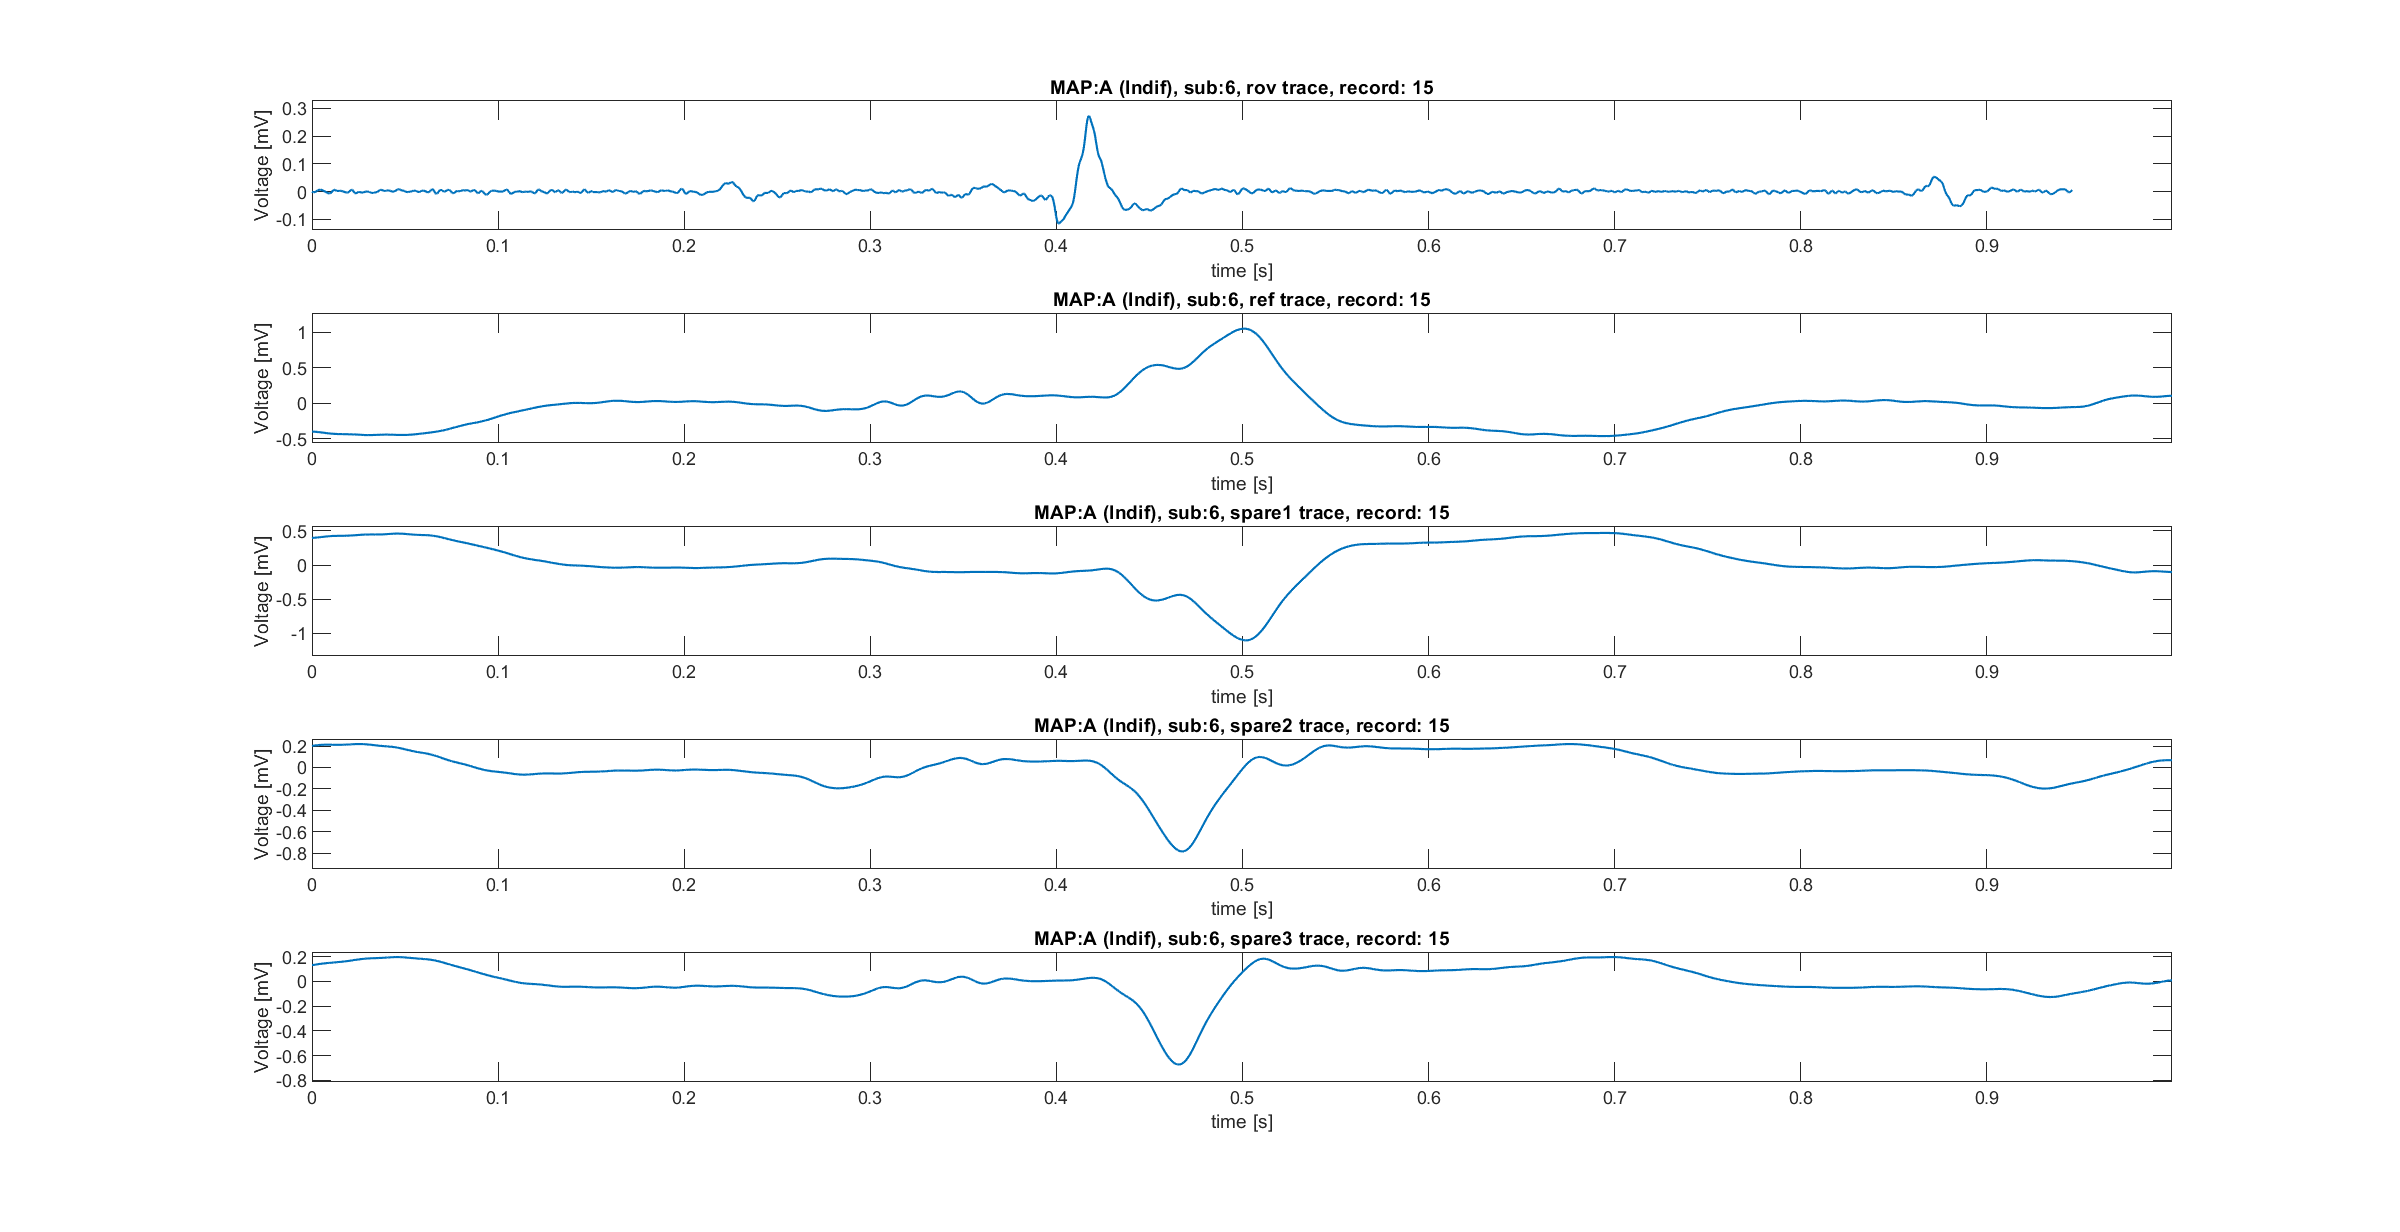 MAP:A (Indif), sub:6, rov trace, record: 15
Voltage [mV]
0.3
0.2
0.1
0
-0.1
0 0.1 0.2 0.3 0.4 0.5 0.6 0.7 0.8 0.9
time [s]
MAP:A (Indif), sub:6, ref trace, record: 15
Voltage [mV]
1
0.5
0
-0.5
0 0.1 0.2 0.3 0.4 0.5 0.6 0.7 0.8 0.9
time [s]
MAP:A (Indif), sub:6, spare1 trace, record: 15
Voltage [mV]
0.5
0
-0.5
-1
0 0.1 0.2 0.3 0.4 0.5 0.6 0.7 0.8 0.9
time [s]
MAP:A (Indif), sub:6, spare2 trace, record: 15
Voltage [mV]
0.2
0
-0.2
-0.4
-0.6
-0.8
0 0.1 0.2 0.3 0.4 0.5 0.6 0.7 0.8 0.9
time [s]
MAP:A (Indif), sub:6, spare3 trace, record: 15
Voltage [mV]
0.2
0
-0.2
-0.4
-0.6
-0.8
0 0.1 0.2 0.3 0.4 0.5 0.6 0.7 0.8 0.9
time [s]